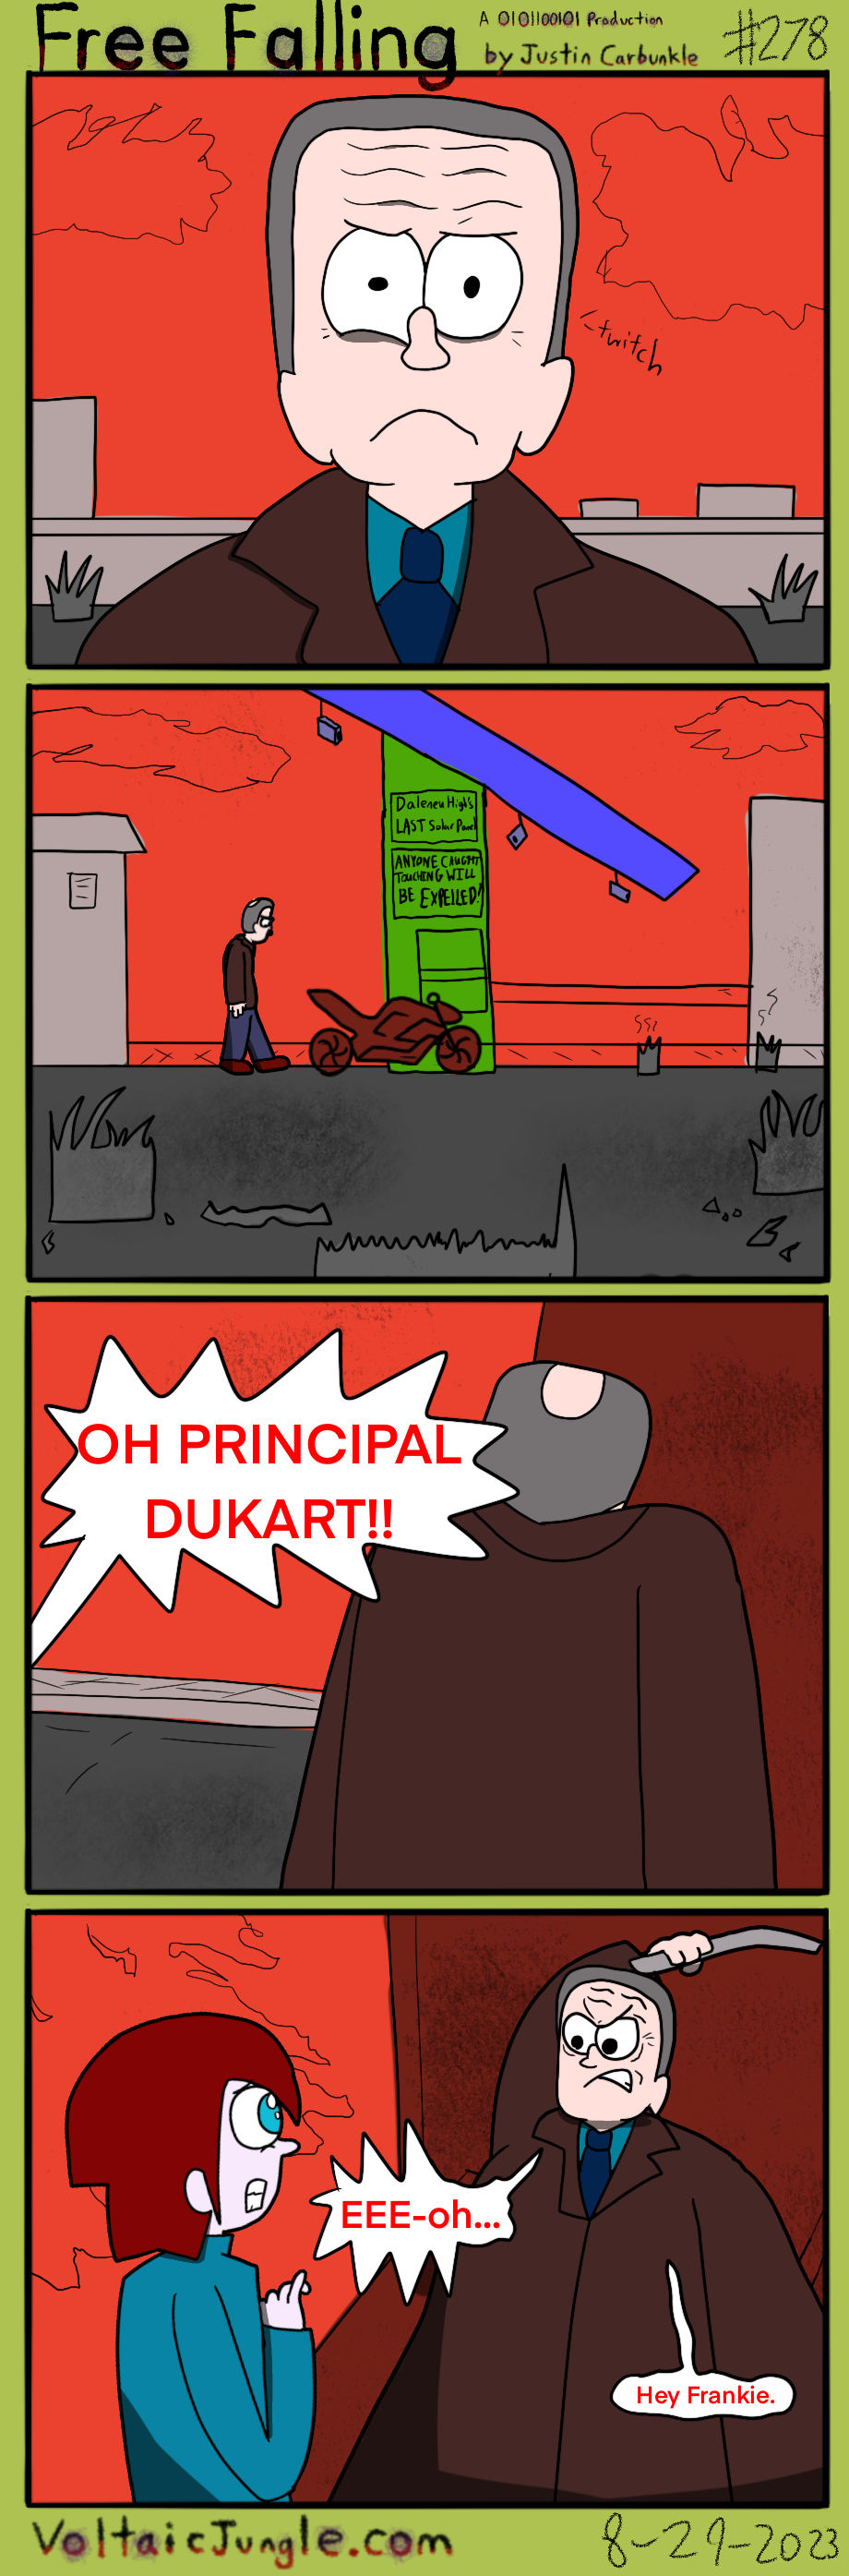 Free Falling
A 0101100101 Production
by Justin Carbunkle
#278
<twitch
Daleneu High's
LAST Solar Panel
ANYONE CAUGHT
TOUCHING WILL
BE EXPELLED!
OH PRINCIPAL
DUKART!!
EEE-oh...
Hey Frankie.
VoltaicJungle.com
8-29-2023